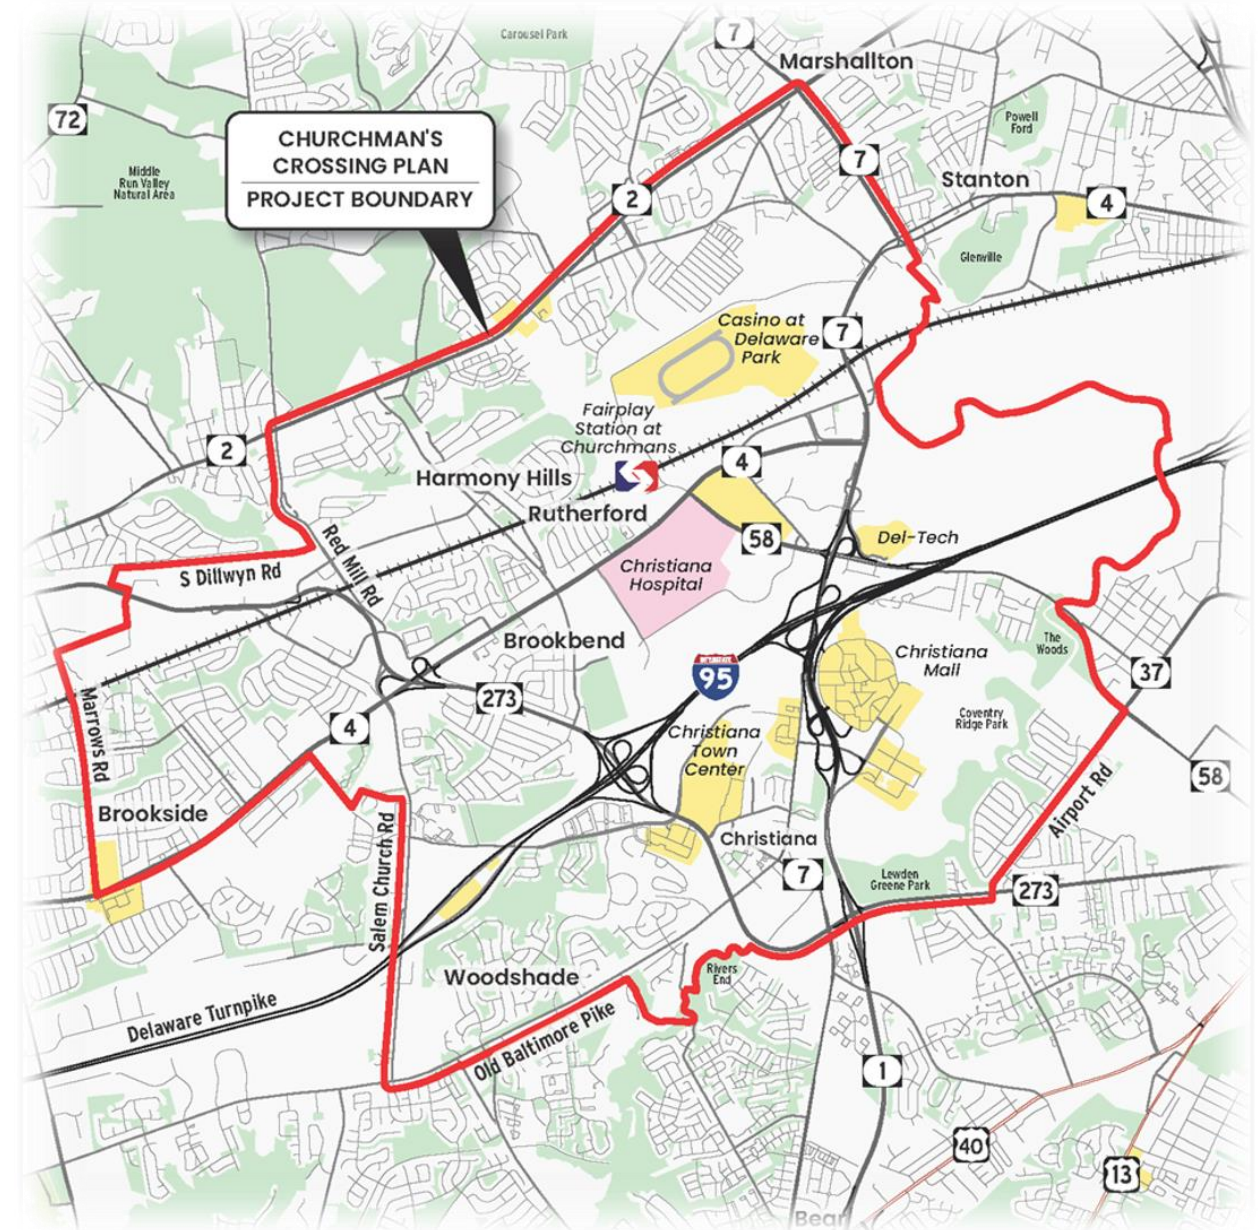 Carousel Park
7
Marshallton
72
CHURCHMAN'S
CROSSING PLAN
PROJECT BOUNDARY
Powell
Ford
7
Middle
Run Valley
Natural Area
Stanton
2
4
Glenville
Casino at
Delaware
Park
7
Fairplay
Station at
Churchmans
2
Harmony Hills
4
Rutherford
58
Del-Tech
Red Mill Rd
S Dillwyn Rd
Christiana
Hospital
Brookbend
The
Woods
Christiana
Mall
INTERSTATE
95
37
273
Marrows Rd
4
Christiana
Town
Center
Coventry
Ridge Park
58
Airport Rd
Brookside
Salem Church Rd
Christiana
7
Lewden
Greene Park
273
Woodshade
Rivers
End
Delaware Turnpike
Old Baltimore Pike
1
40
13
Bear